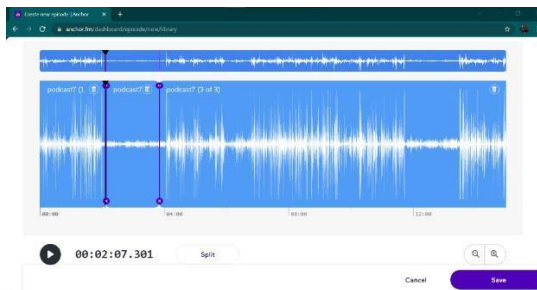 Create new episode | Anchor
anchor.fm/dashboard/episode/new/library
podcast7 (1
podcast7
podcast7 (3 of 3)
00:00
04:00
08:00
12:00
00:02:07.301
Split
Cancel
Save